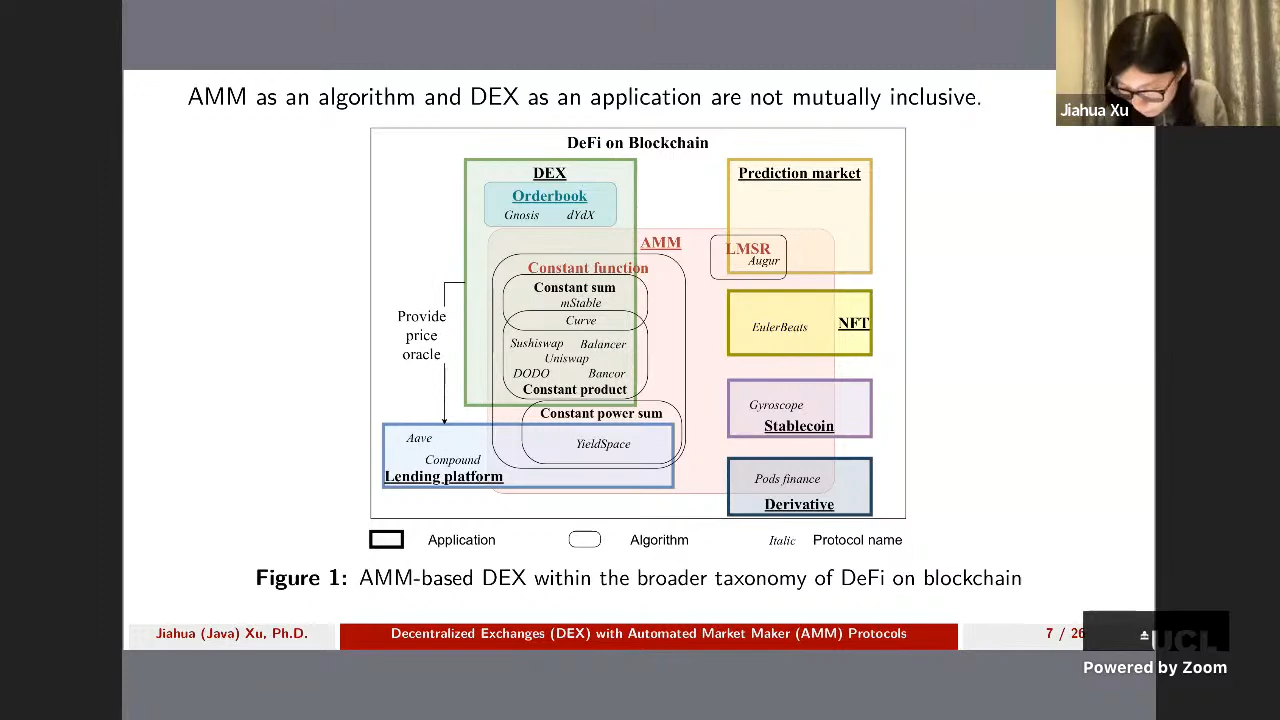 AMM as an algorithm and DEX as an application are not mutually inclusive.
Jiahua Xu
DeFi on Blockchain
DEX
Orderbook
Gnosis dYdX
Prediction market
AMM
LMSR
Augur
Constant function
Constant sum
mStable
Curve
Sushiswap Balancer
Uniswap
DODO Bancor
Constant product
Provide
price
oracle
EulerBeats NFT
Constant power sum
YieldSpace
Aave
Compound
Lending platform
Gyroscope
Stablecoin
Pods finance
Derivative
Application Algorithm Italic Protocol name
Figure 1: AMM-based DEX within the broader taxonomy of DeFi on blockchain
Jiahua (Java) Xu, Ph.D. Decentralized Exchanges (DEX) with Automated Market Maker (AMM) Protocols 7 / 26
UCL
Powered by Zoom